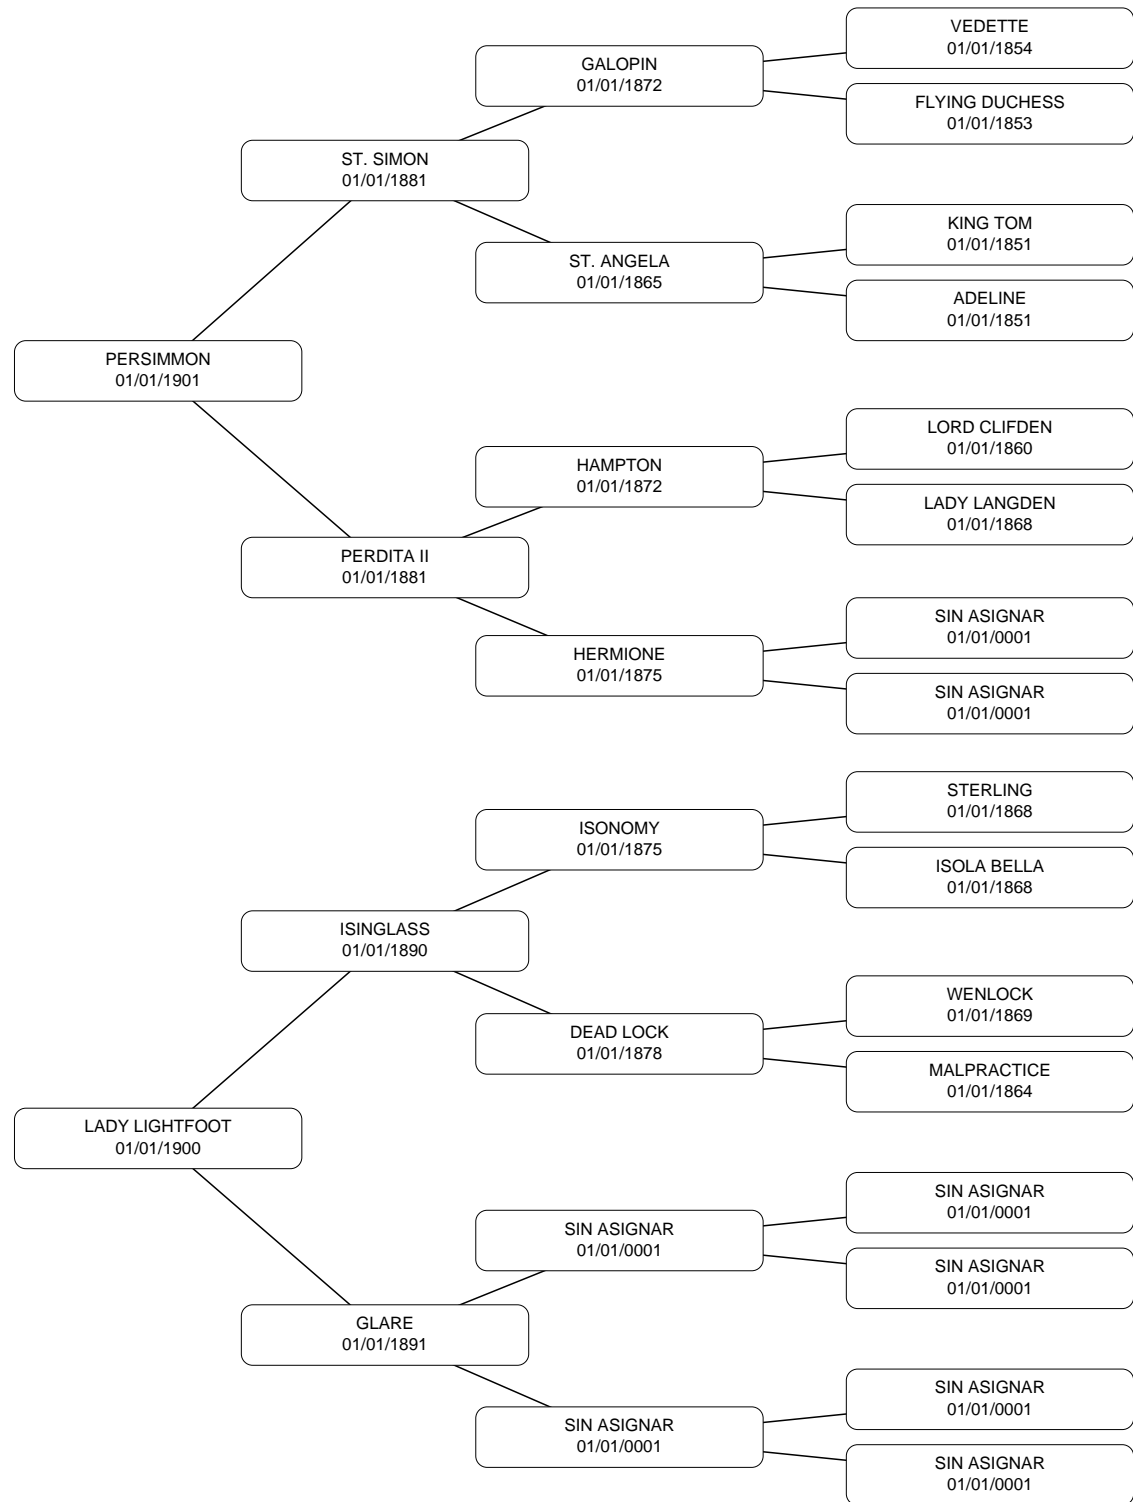 VEDETTE
01/01/1854
GALOPIN
01/01/1872
FLYING DUCHESS
01/01/1853
ST. SIMON
01/01/1881
KING TOM
01/01/1851
ST. ANGELA
01/01/1865
ADELINE
01/01/1851
PERSIMMON
01/01/1901
LORD CLIFDEN
01/01/1860
HAMPTON
01/01/1872
LADY LANGDEN
01/01/1868
PERDITA II
01/01/1881
SIN ASIGNAR
01/01/0001
HERMIONE
01/01/1875
SIN ASIGNAR
01/01/0001
STERLING
01/01/1868
ISONOMY
01/01/1875
ISOLA BELLA
01/01/1868
ISINGLASS
01/01/1890
WENLOCK
01/01/1869
DEAD LOCK
01/01/1878
MALPRACTICE
01/01/1864
LADY LIGHTFOOT
01/01/1900
SIN ASIGNAR
01/01/0001
SIN ASIGNAR
01/01/0001
SIN ASIGNAR
01/01/0001
GLARE
01/01/1891
SIN ASIGNAR
01/01/0001
SIN ASIGNAR
01/01/0001
SIN ASIGNAR
01/01/0001